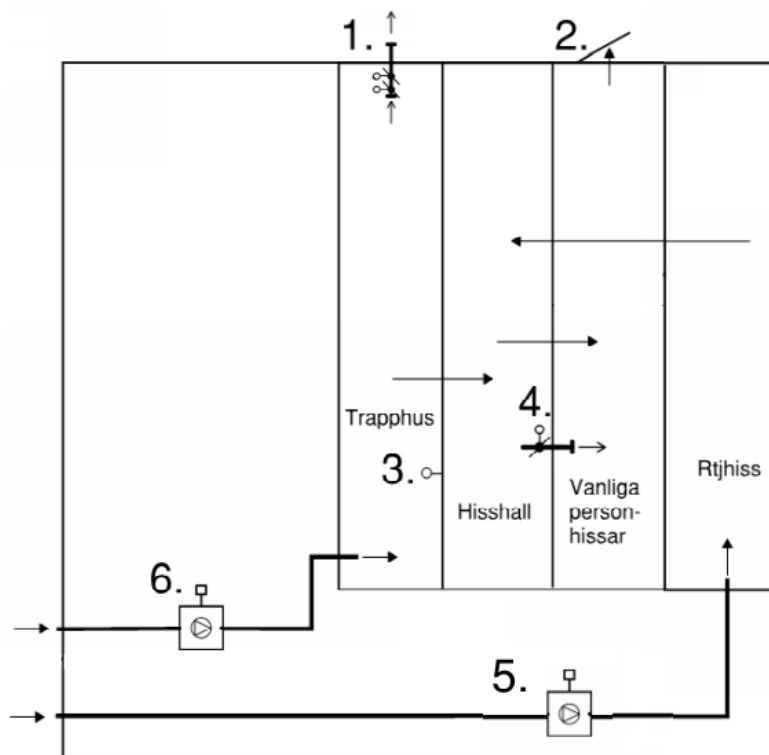 1.
2.
4.
Trapphus
3.
Rtjhiss
Hisshall
Vanliga
person-
hissar
6.
5.